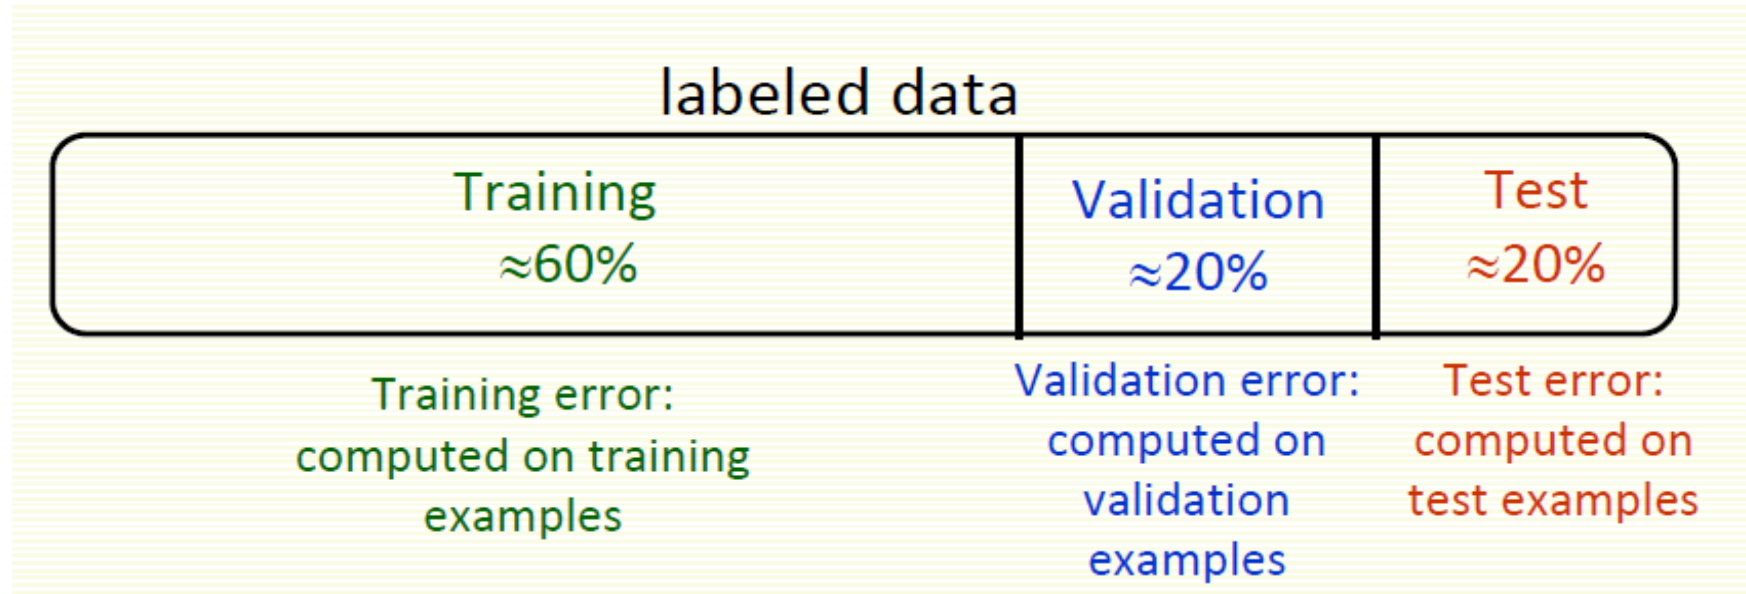 labeled data
Training
≈60%
Validation
≈20%
Test
≈20%
Training error:
computed on training
examples
Validation error:
computed on
validation
examples
Test error:
computed on
test examples